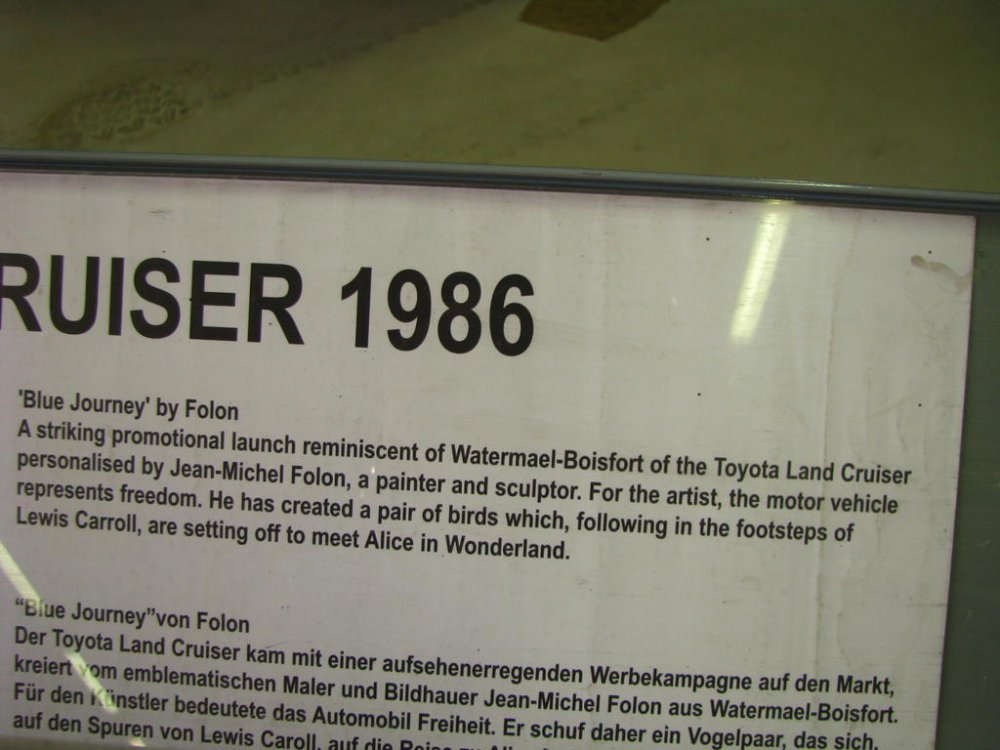 RUISER 1986
'Blue Journey' by Folon
A striking promotional launch reminiscent of Watermael-Boisfort of the Toyota Land Cruiser
personalised by Jean-Michel Folon, a painter and sculptor. For the artist, the motor vehicle
represents freedom. He has created a pair of birds which, following in the footsteps of
Lewis Carroll, are setting off to meet Alice in Wonderland.
“Blue Journey”von Folon
Der Toyota Land Cruiser kam mit einer aufsehenerregenden Werbekampagne auf den Markt,
kreiert vom emblematischen Maler und Bildhauer Jean-Michel Folon aus Watermael-Boisfort.
Für den Künstler bedeutete das Automobil Freiheit. Er schuf daher ein Vogelpaar, das sich,
auf den Spuren von Lewis Caroll, auf die Reise zu